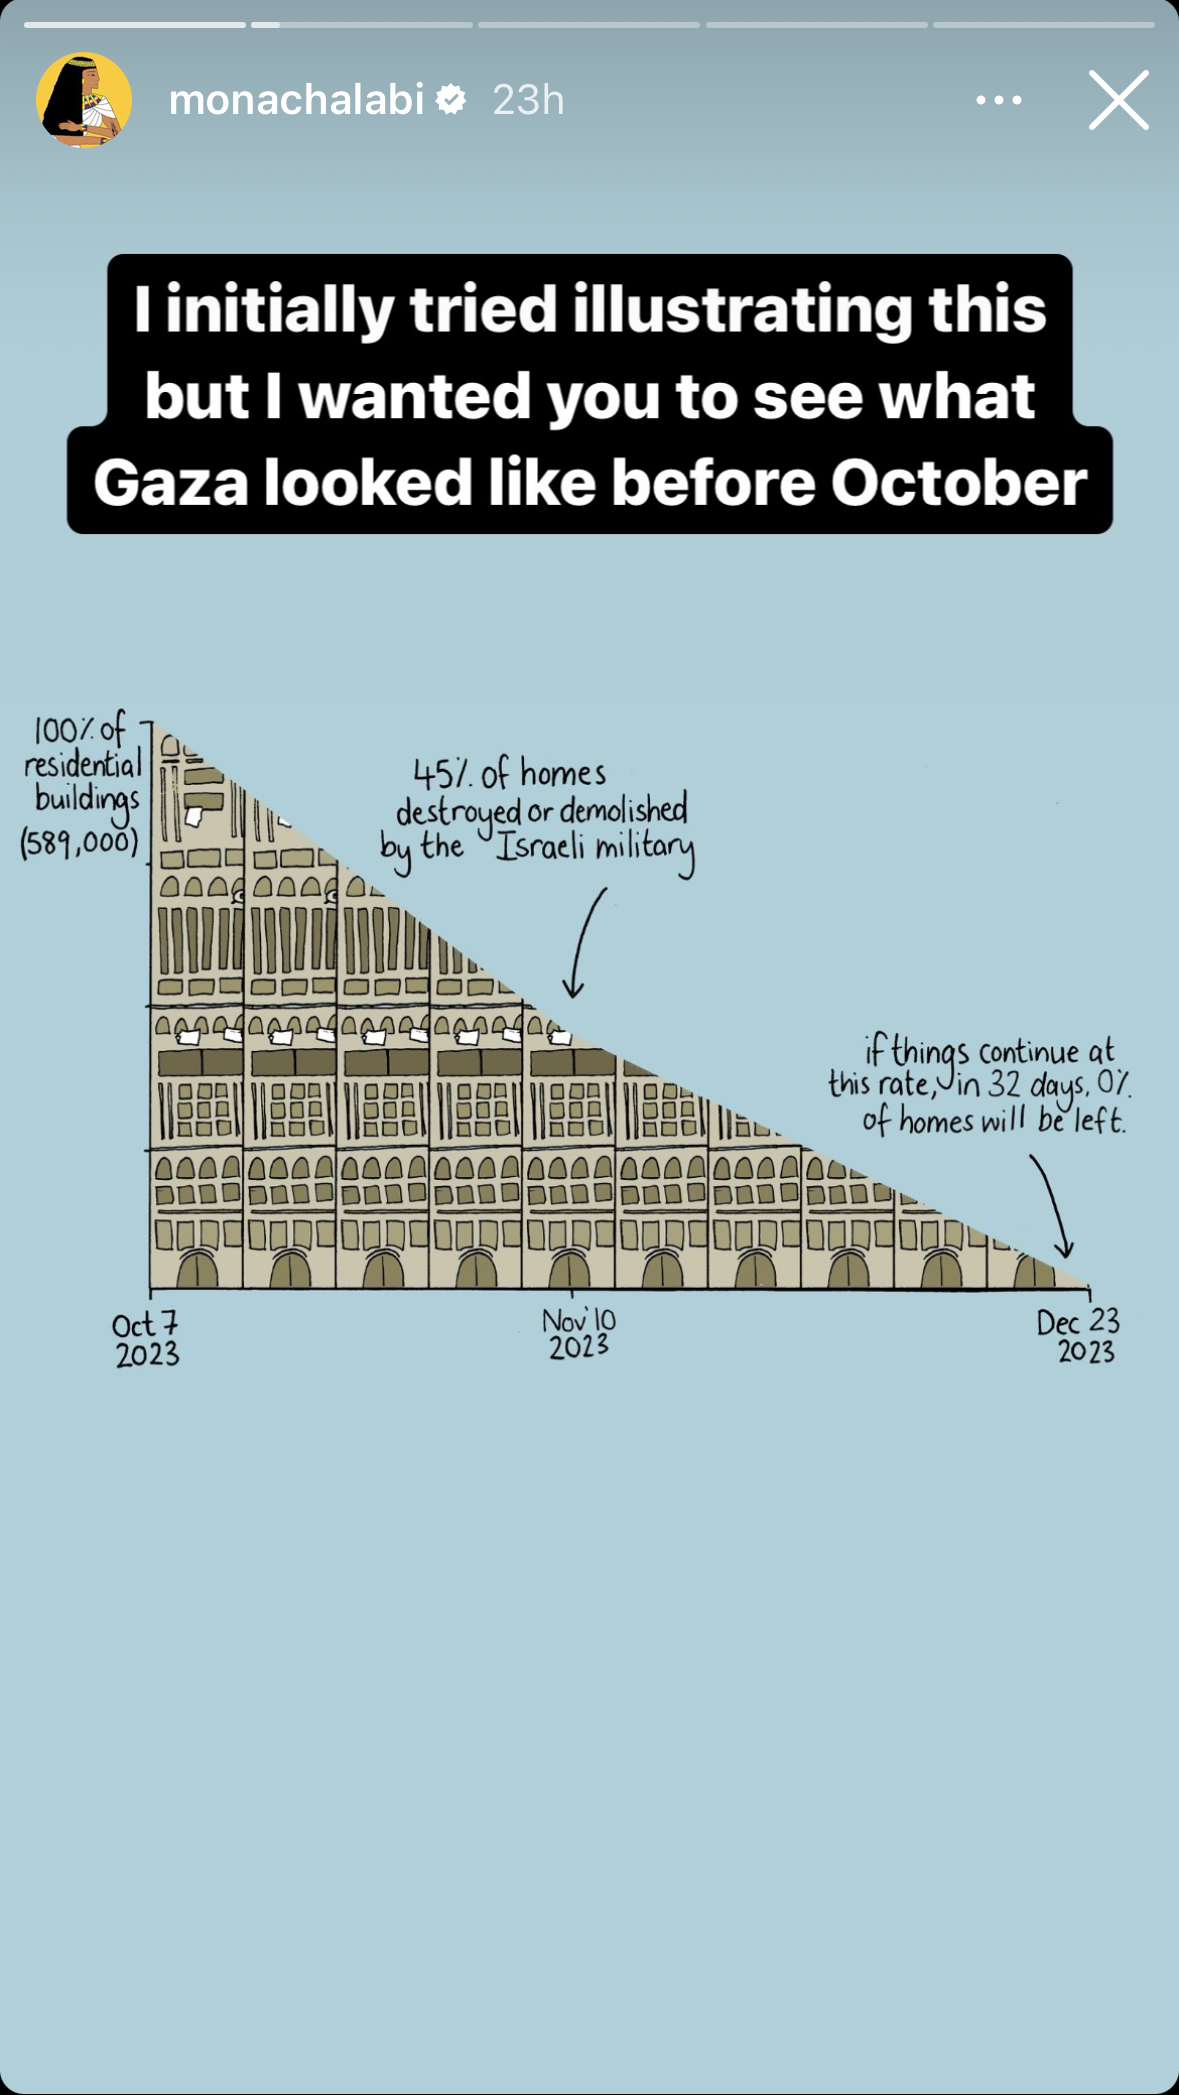 monachalabi 23h
I initially tried illustrating this
but I wanted you to see what
Gaza looked like before October
100% of
residential
buildings
(589,000)
45% of homes
destroyed or demolished
by the Israeli military
if things continue at
this rate, in 32 days, 0%
of homes will be left.
Oct 7
2023
Nov 10
2023
Dec 23
2023